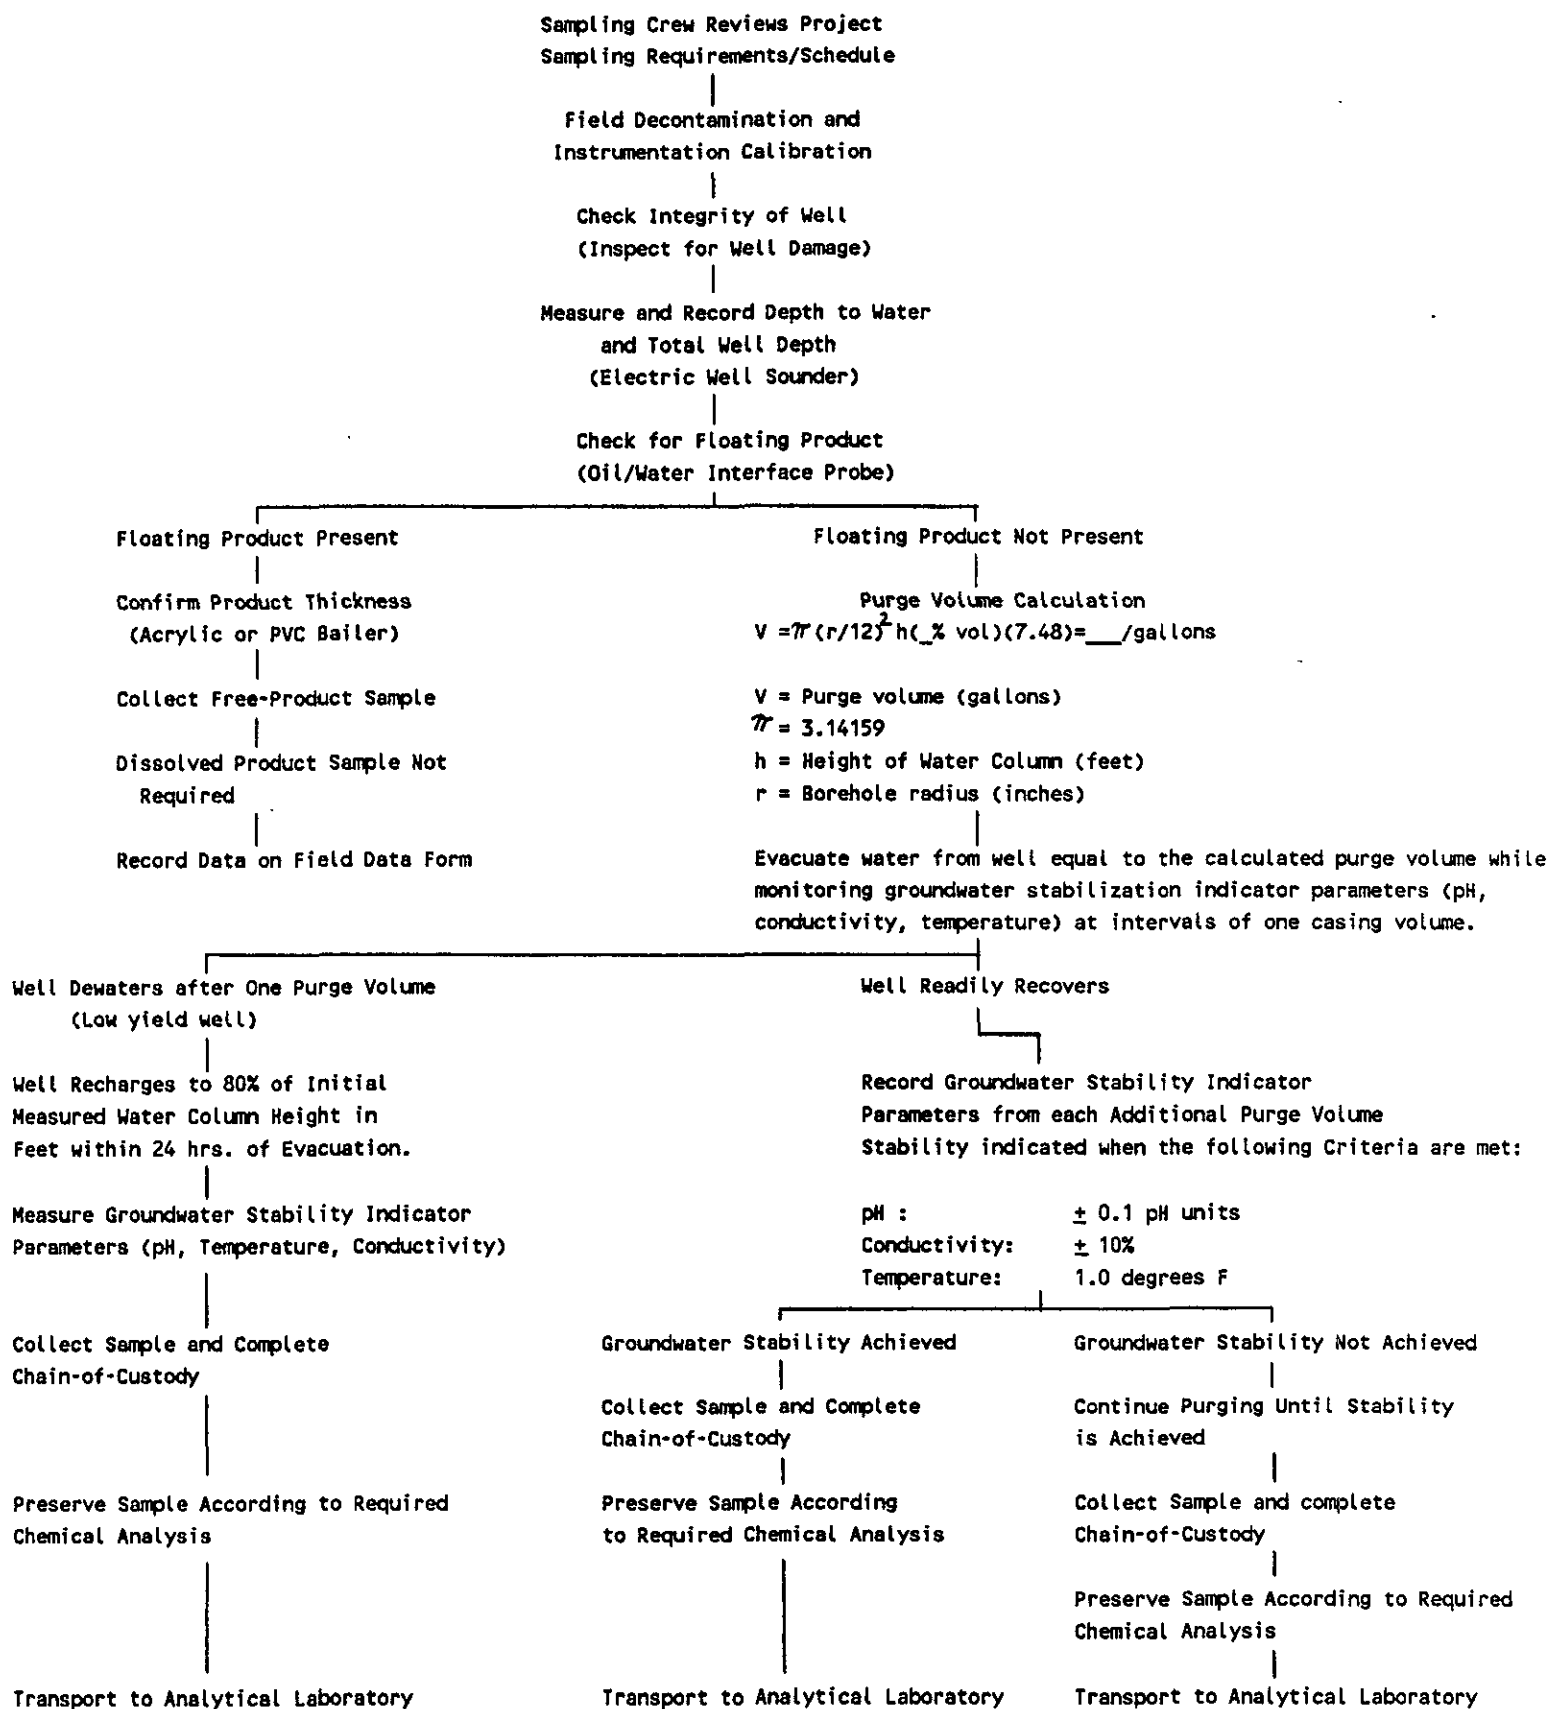 Sampling Crew Reviews Project
Sampling Requirements/Schedule
Field Decontamination and
Instrumentation Calibration
Check Integrity of Well
(Inspect for Well Damage)
Measure and Record Depth to Water
and Total Well Depth
(Electric Well Sounder)
Check for Floating Product
(Oil/Water Interface Probe)
Floating Product Present
Confirm Product Thickness
(Acrylic or PVC Bailer)
Collect Free-Product Sample
Dissolved Product Sample Not
Required
Record Data on Field Data Form
Floating Product Not Present
Purge Volume Calculation
V =π(r/12)² h(_% vol)(7.48)=___/gallons
V = Purge volume (gallons)
π = 3.14159
h = Height of Water Column (feet)
r = Borehole radius (inches)
Evacuate water from well equal to the calculated purge volume while
monitoring groundwater stabilization indicator parameters (pH,
conductivity, temperature) at intervals of one casing volume.
Well Dewaters after One Purge Volume
(Low yield well)
Well Recharges to 80% of Initial
Measured Water Column Height in
Feet within 24 hrs. of Evacuation.
Measure Groundwater Stability Indicator
Parameters (pH, Temperature, Conductivity)
Collect Sample and Complete
Chain-of-Custody
Preserve Sample According to Required
Chemical Analysis
Transport to Analytical Laboratory
Well Readily Recovers
Record Groundwater Stability Indicator
Parameters from each Additional Purge Volume
Stability indicated when the following Criteria are met:
pH : ± 0.1 pH units
Conductivity: ± 10%
Temperature: 1.0 degrees F
Groundwater Stability Achieved
Collect Sample and Complete
Chain-of-Custody
Preserve Sample According
to Required Chemical Analysis
Transport to Analytical Laboratory
Groundwater Stability Not Achieved
Continue Purging Until Stability
is Achieved
Collect Sample and complete
Chain-of-Custody
Preserve Sample According to Required
Chemical Analysis
Transport to Analytical Laboratory